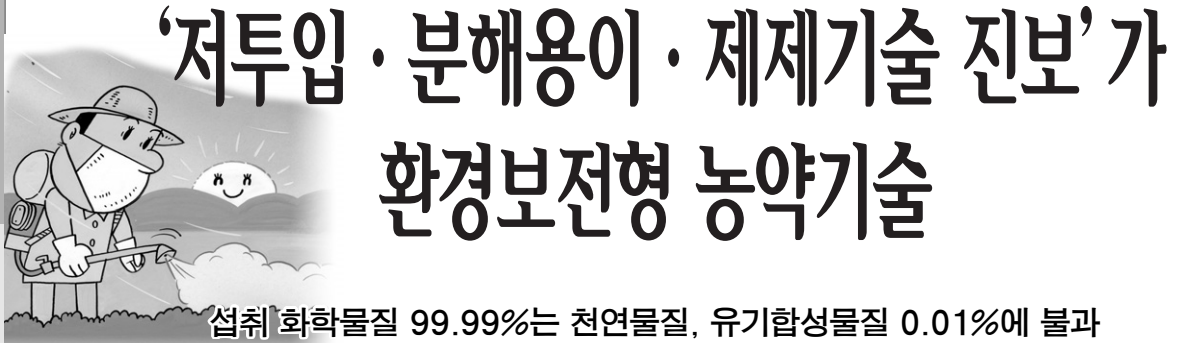 ‘저투입·분해용이·제제기술 진보’가
환경보전형 농약기술
섭취 화학물질 99.99%는 천연물질, 유기합성물질 0.01%에 불과